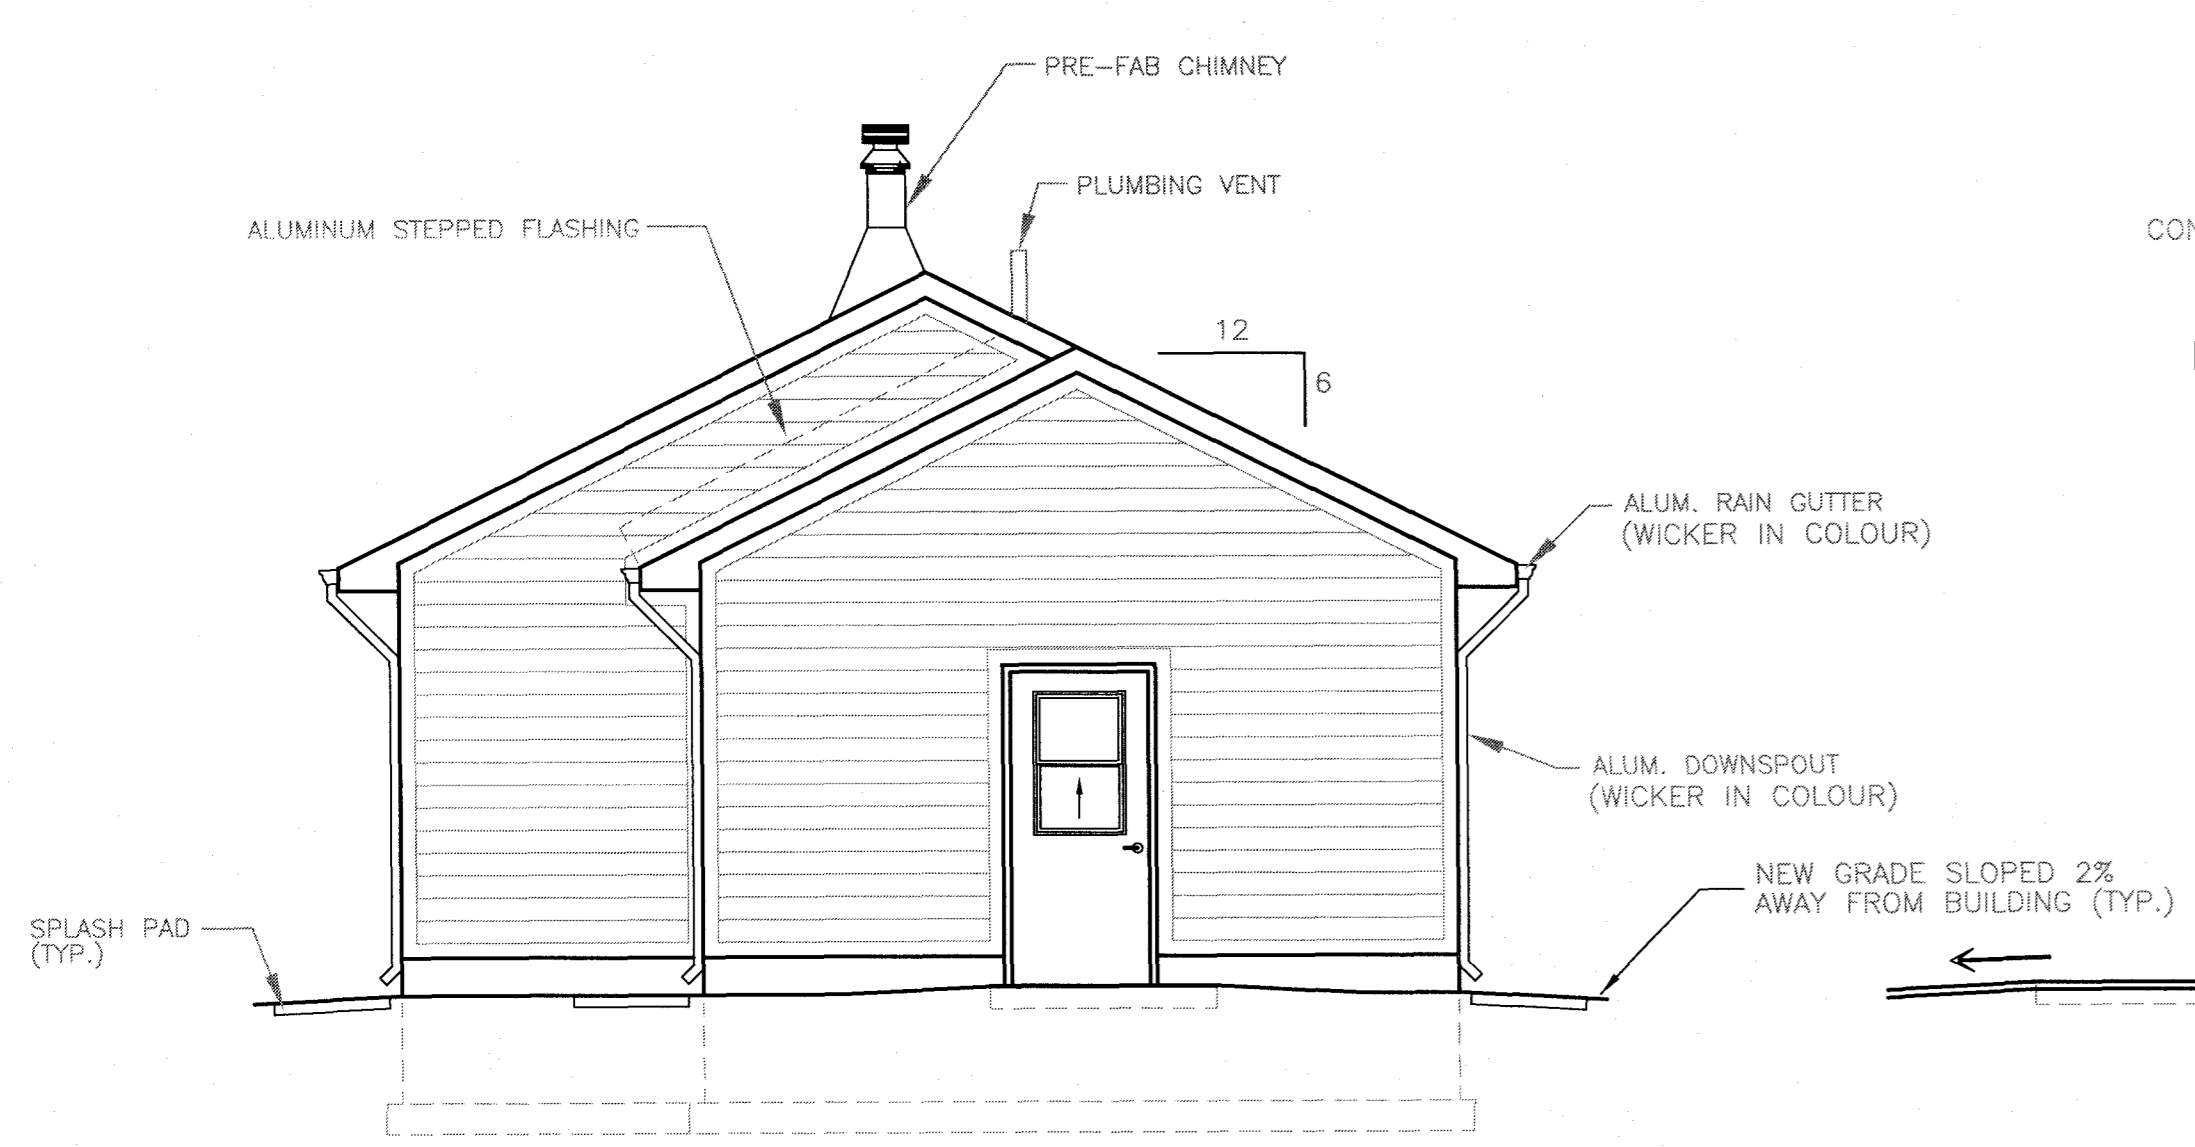 PRE-FAB CHIMNEY
PLUMBING VENT
ALUMINUM STEPPED FLASHING
12
6
ALUM. RAIN GUTTER
(WICKER IN COLOUR)
ALUM. DOWNSPOUT
(WICKER IN COLOUR)
NEW GRADE SLOPED 2%
AWAY FROM BUILDING (TYP.)
SPLASH PAD
(TYP.)